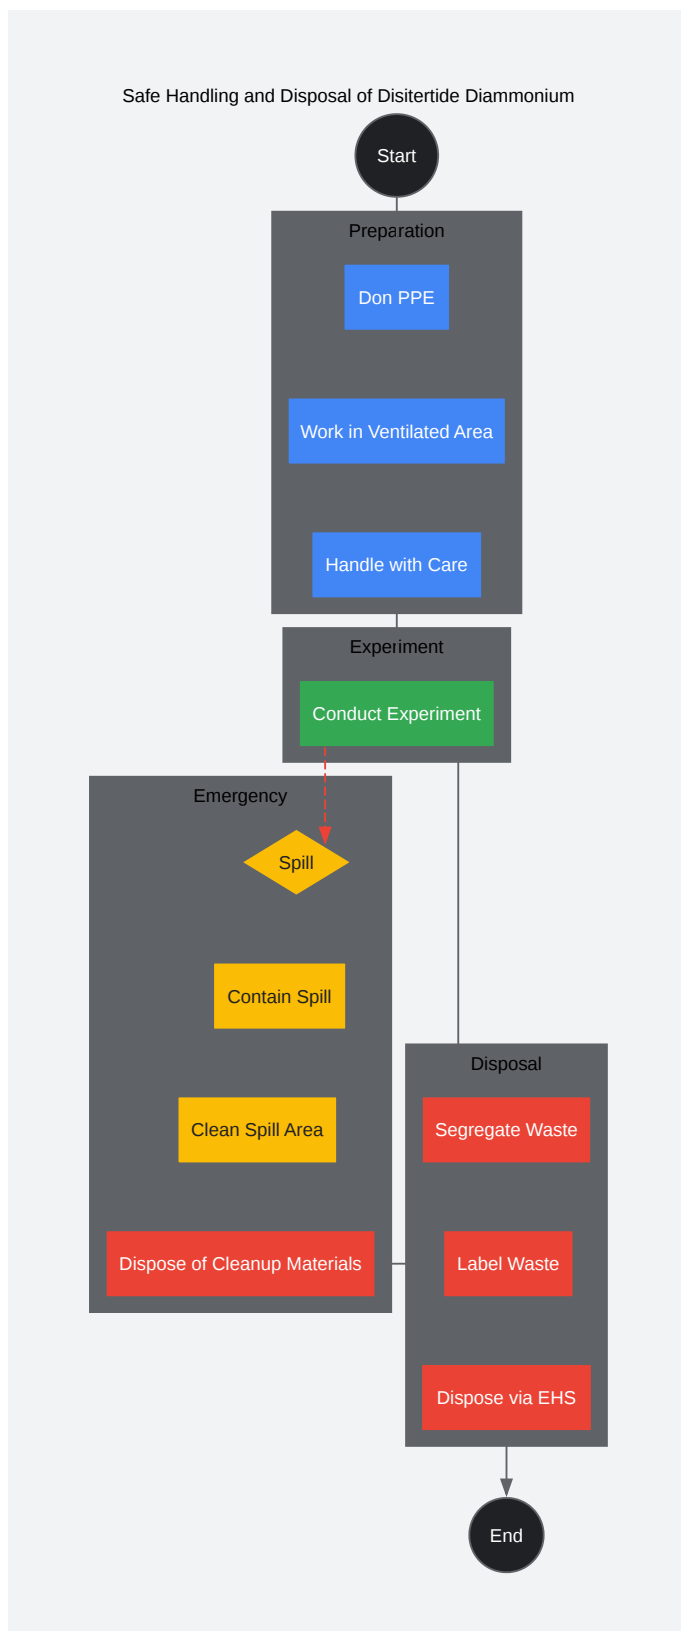 Safe Handling and Disposal of Disitertide Diammonium
Start
Preparation
Don PPE
Work in Ventilated Area
Handle with Care
Experiment
Conduct Experiment
Emergency
Spill
Contain Spill
Clean Spill Area
Dispose of Cleanup Materials
Disposal
Segregate Waste
Label Waste
Dispose via EHS
End